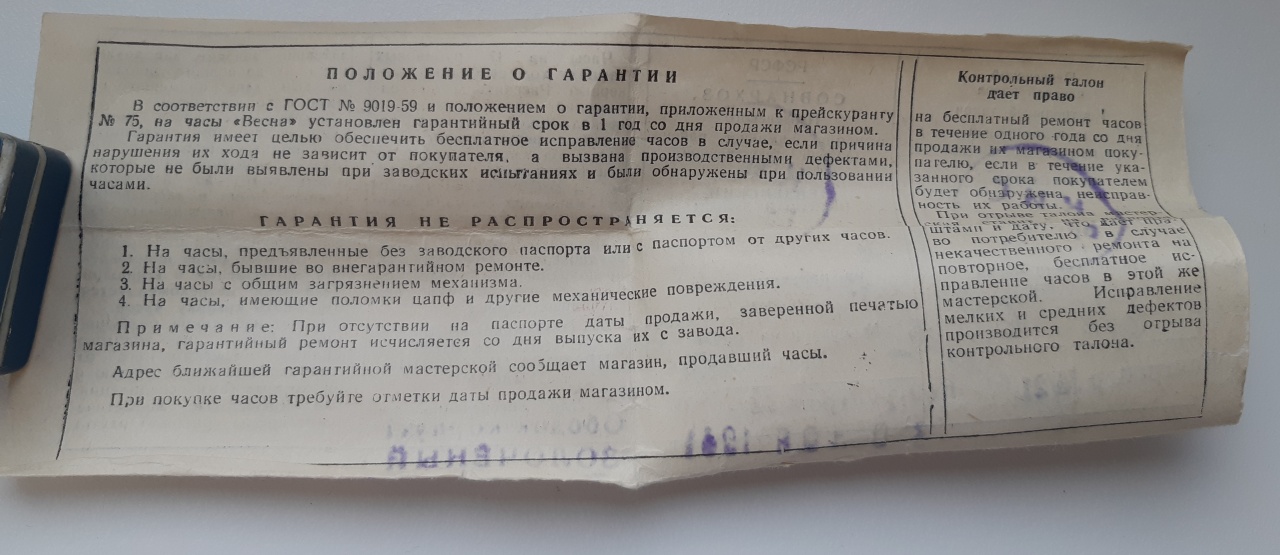 ПОЛОЖЕНИЕ О ГАРАНТИИ
В соответствии с ГОСТ № 9019-59 и положением о гарантии, приложенным к прейскуранту
№ 75, на часы «Весна» установлен гарантийный срок в 1 год со дня продажи магазином.
Гарантия имеет целью обеспечить бесплатное исправление часов в случае, если причина
нарушения их хода не зависит от покупателя, а вызвана производственными дефектами,
которые не были выявлены при заводских испытаниях и были обнаружены при пользовании
часами.
ГАРАНТИЯ НЕ РАСПРОСТРАНЯЕТСЯ:
1. На часы, предъявленные без заводского паспорта или с паспортом от других часов.
2. На часы, бывшие во внегарантийном ремонте.
3. На часы с общим загрязнением механизма.
4. На часы, имеющие поломки цапф и другие механические повреждения.
Примечание: При отсутствии на паспорте даты продажи, заверенной печатью
магазина, гарантийный ремонт исчисляется со дня выпуска их с завода.
Адрес ближайшей гарантийной мастерской сообщает магазин, продавший часы.
При покупке часов требуйте отметки даты продажи магазином.
Контрольный талон
дает право
на бесплатный ремонт часов
в течение одного года со дня
продажи их магазином поку-
пателю, если в течение ука-
занного срока покупателем
будет обнаружена неисправ-
ность их работы.
При отрыве талона мастер-
штамп и дату, что дает пра-
во потребителю в случае
некачественного ремонта на
повторное, бесплатное ис-
правление часов в этой же
мастерской. Исправление
мелких и средних дефектов
производится без отрыва
контрольного талона.